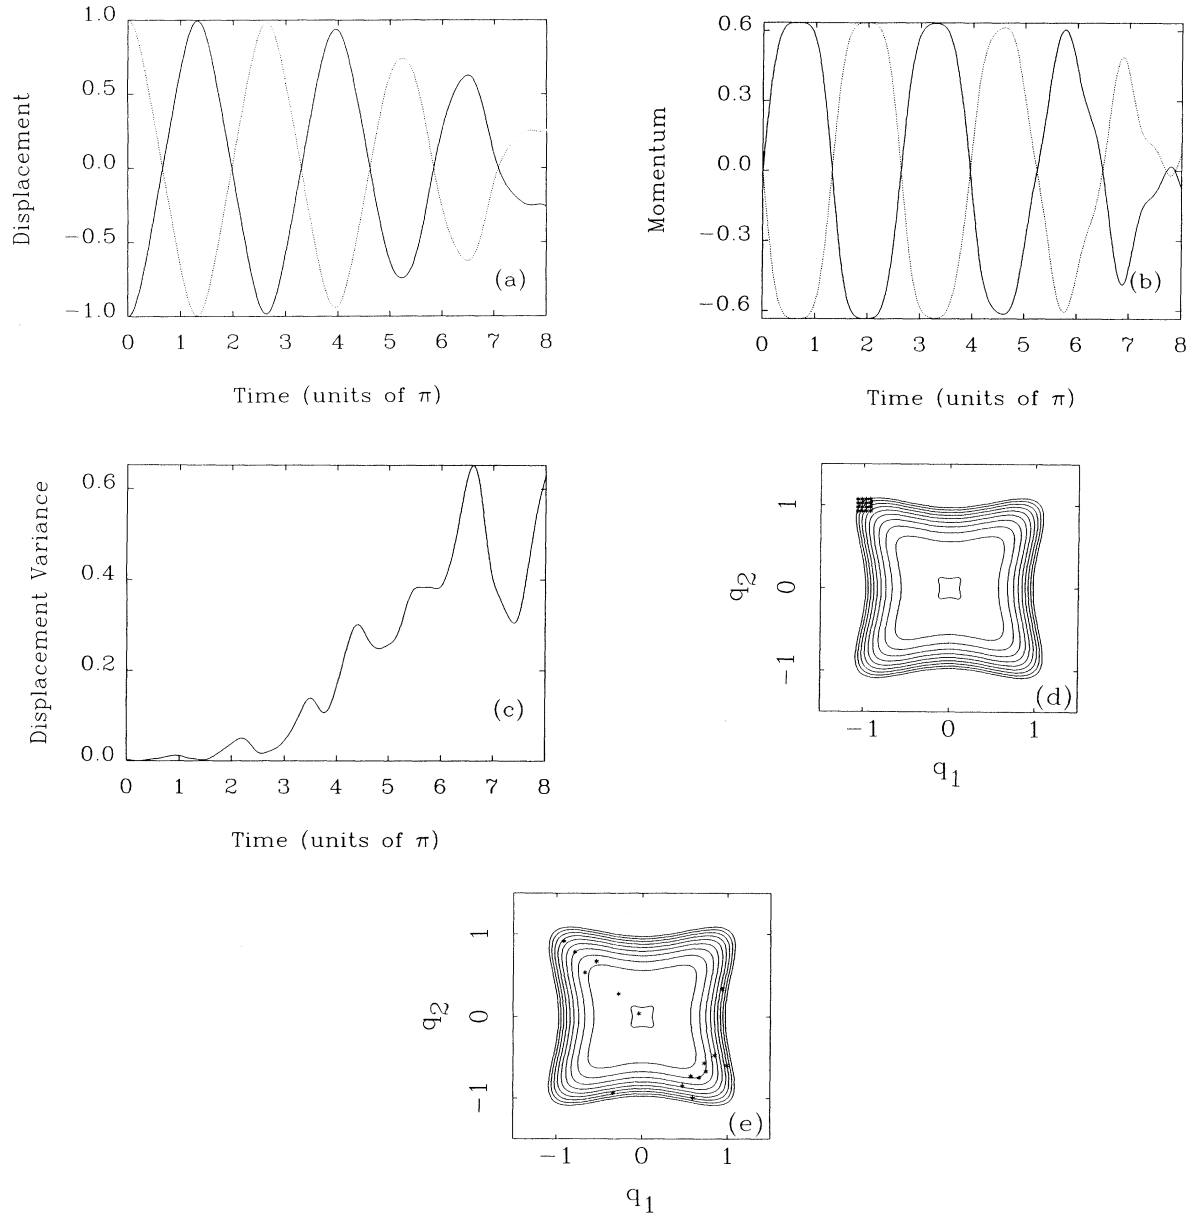 Displacement
1.0
0.5
0.0
−0.5
−1.0
(a)
0 1 2 3 4 5 6 7 8
Time (units of π)
Momentum
0.6
0.3
0.0
−0.3
−0.6
(b)
0 1 2 3 4 5 6 7 8
Time (units of π)
Displacement Variance
0.6
0.4
0.2
0.0
(c)
0 1 2 3 4 5 6 7 8
Time (units of π)
q2
1
0
−1
(d)
−1 0 1
q1
q2
1
0
−1
(e)
−1 0 1
q1